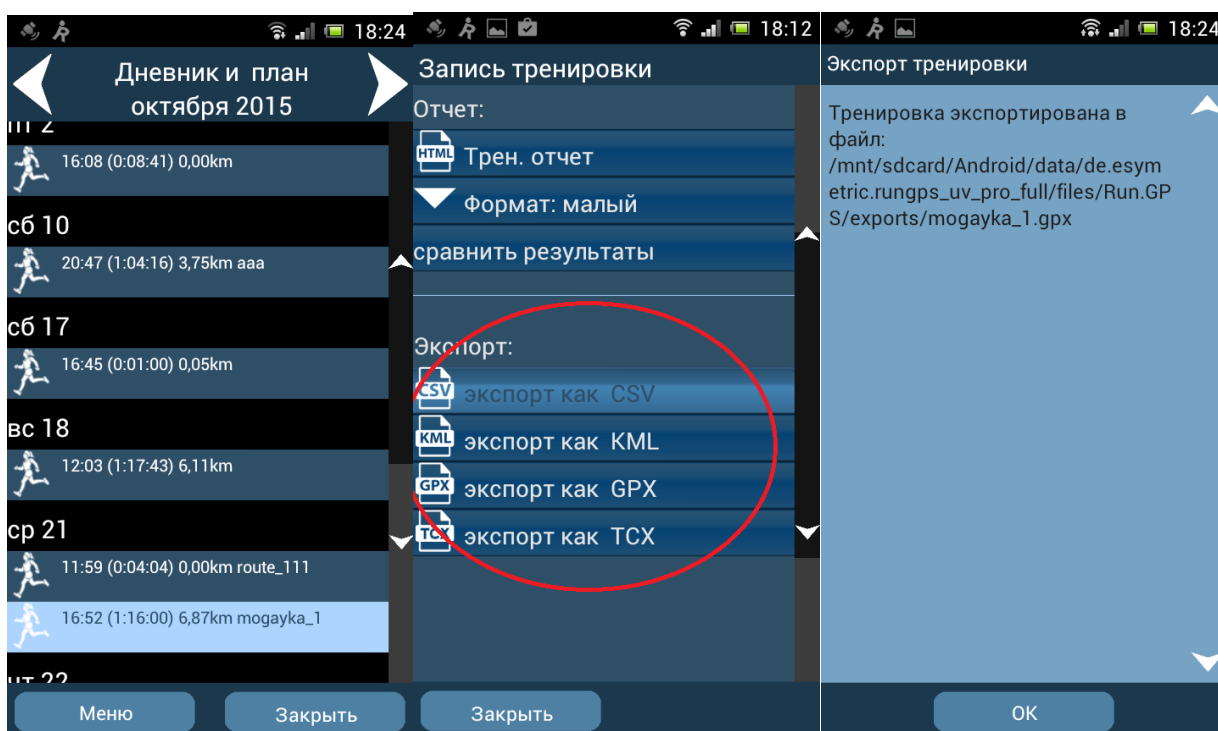 18:24
Дневник и план
октября 2015
пт 2
16:08 (0:08:41) 0,00km
сб 10
20:47 (1:04:16) 3,75km aaa
сб 17
16:45 (0:01:00) 0,05km
вс 18
12:03 (1:17:43) 6,11km
ср 21
11:59 (0:04:04) 0,00km route_111
16:52 (1:16:00) 6,87km mogayka_1
чт 22
Меню
Закрыть
18:12
Запись тренировки
Отчет:
HTML Трен. отчет
Формат: малый
сравнить результаты
Экспорт:
CSV экспорт как CSV
KML экспорт как KML
GPX экспорт как GPX
TCX экспорт как TCX
Закрыть
18:24
Экспорт тренировки
Тренировка экспортирована в
файл:
/mnt/sdcard/Android/data/de.esym
etric.rungps_uv_pro_full/files/Run.GP
S/exports/mogayka_1.gpx
OK